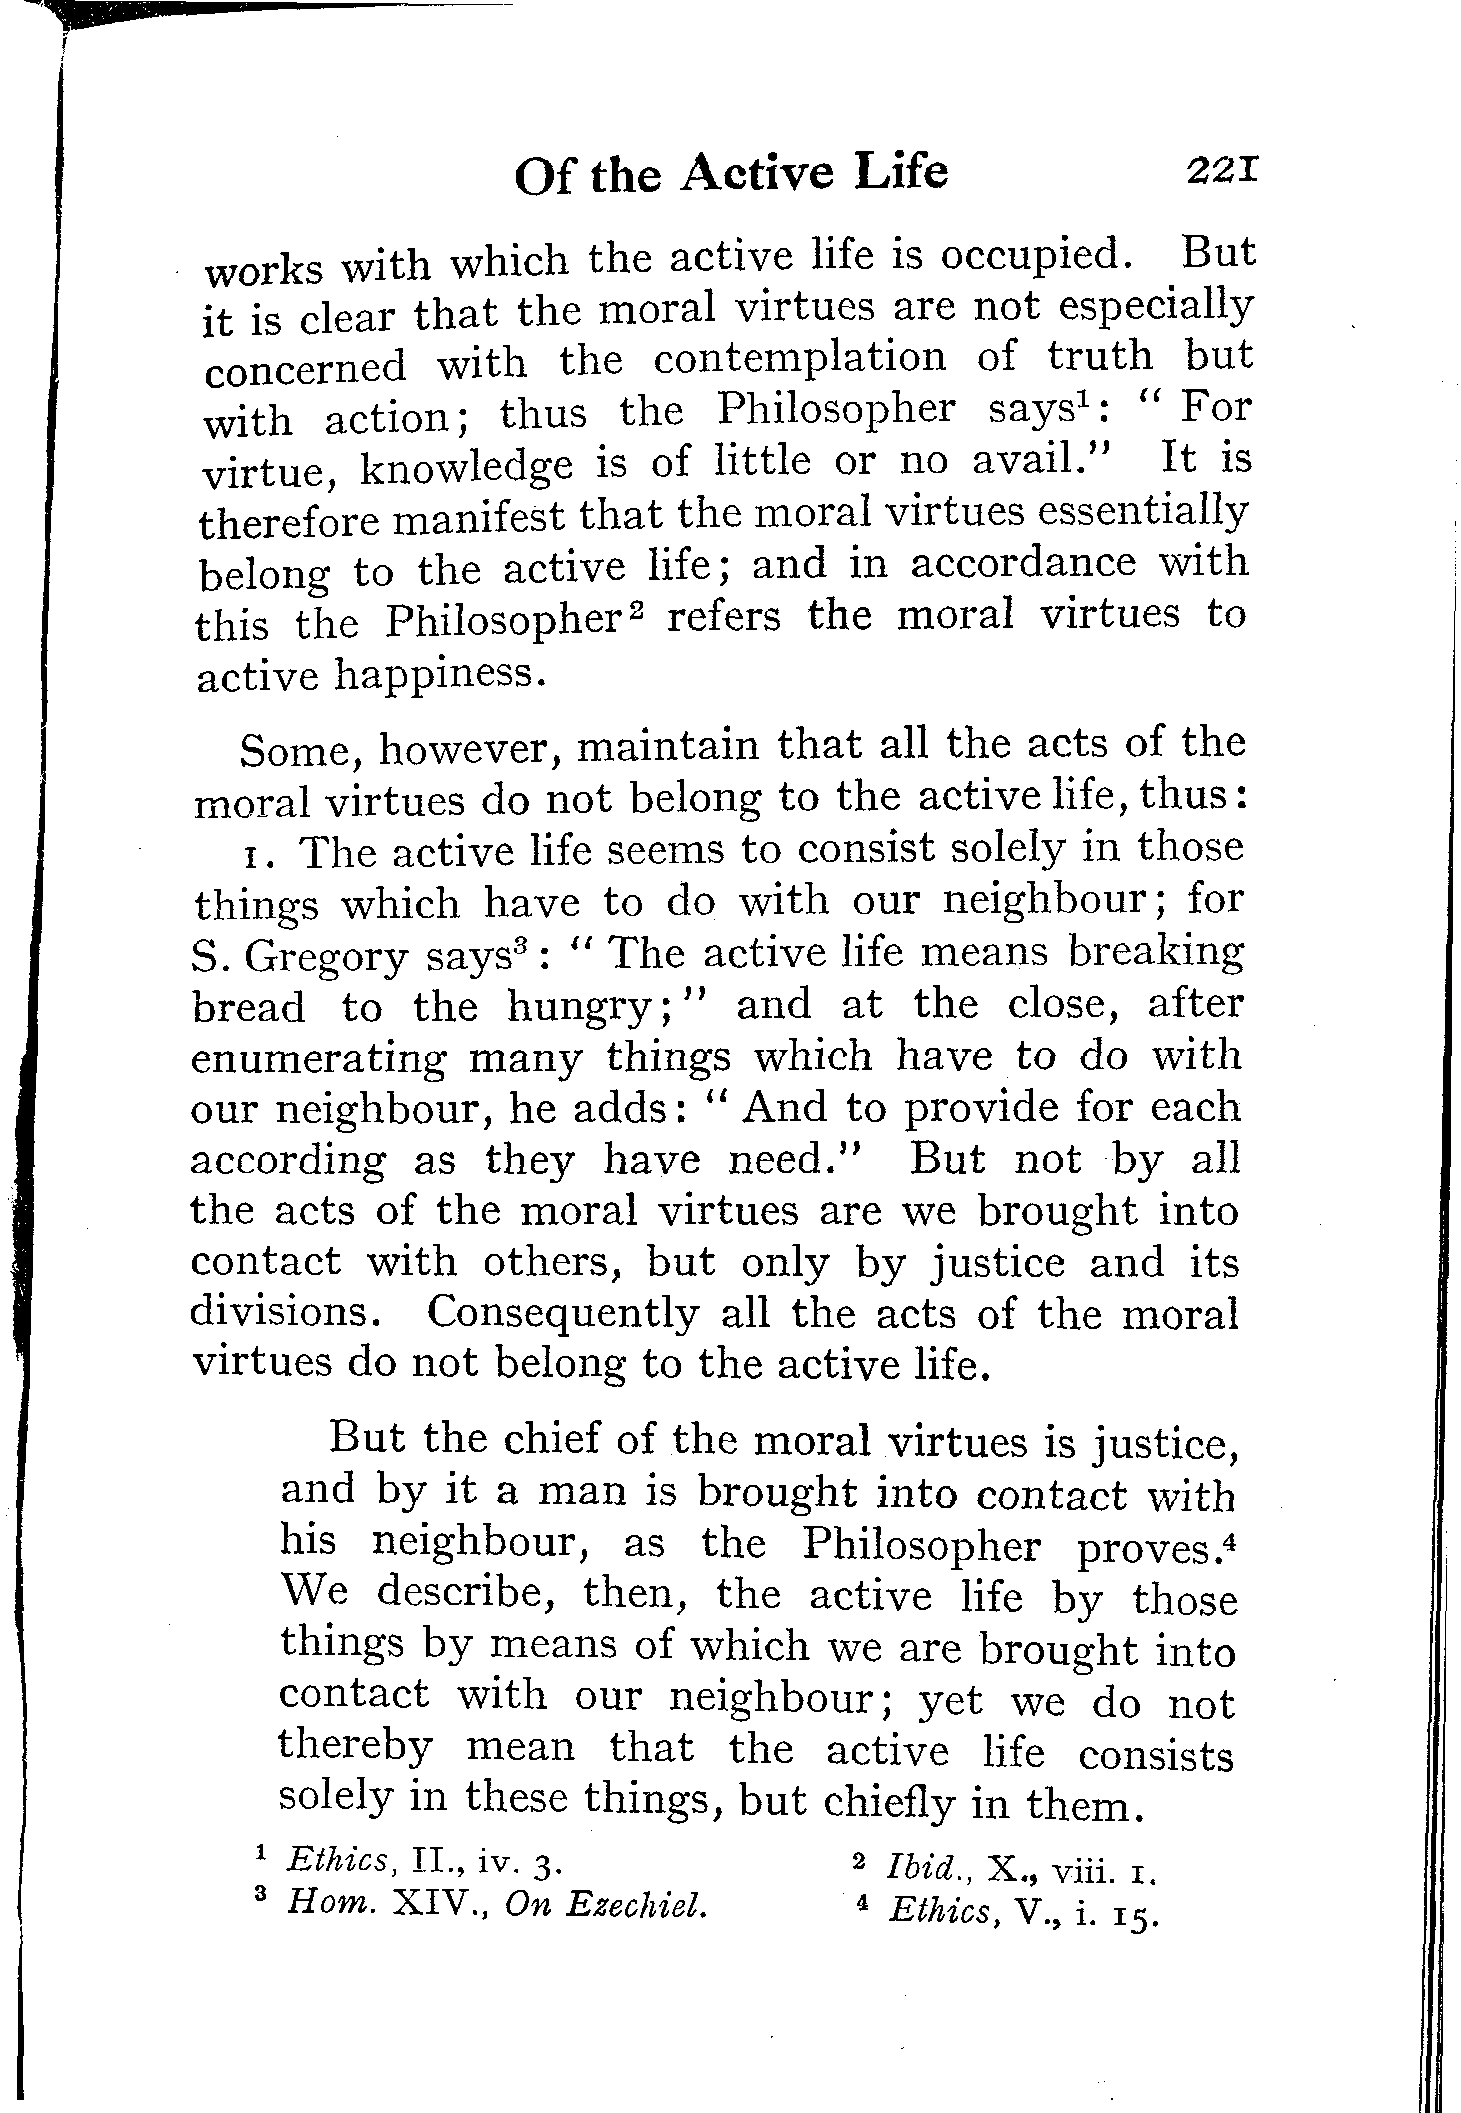 Of the Active Life 221
works with which the active life is occupied. But
it is clear that the moral virtues are not especially
concerned with the contemplation of truth but
with action; thus the Philosopher says¹: " For
virtue, knowledge is of little or no avail." It is
therefore manifest that the moral virtues essentially
belong to the active life; and in accordance with
this the Philosopher² refers the moral virtues to
active happiness.
Some, however, maintain that all the acts of the
moral virtues do not belong to the active life, thus:
1. The active life seems to consist solely in those
things which have to do with our neighbour; for
S. Gregory says³: " The active life means breaking
bread to the hungry;" and at the close, after
enumerating many things which have to do with
our neighbour, he adds: " And to provide for each
according as they have need." But not by all
the acts of the moral virtues are we brought into
contact with others, but only by justice and its
divisions. Consequently all the acts of the moral
virtues do not belong to the active life.
But the chief of the moral virtues is justice,
and by it a man is brought into contact with
his neighbour, as the Philosopher proves.⁴
We describe, then, the active life by those
things by means of which we are brought into
contact with our neighbour; yet we do not
thereby mean that the active life consists
solely in these things, but chiefly in them.
¹ Ethics, II., iv. 3. ² Ibid., X., viii. 1.
³ Hom. XIV., On Ezechiel. ⁴ Ethics, V., i. 15.